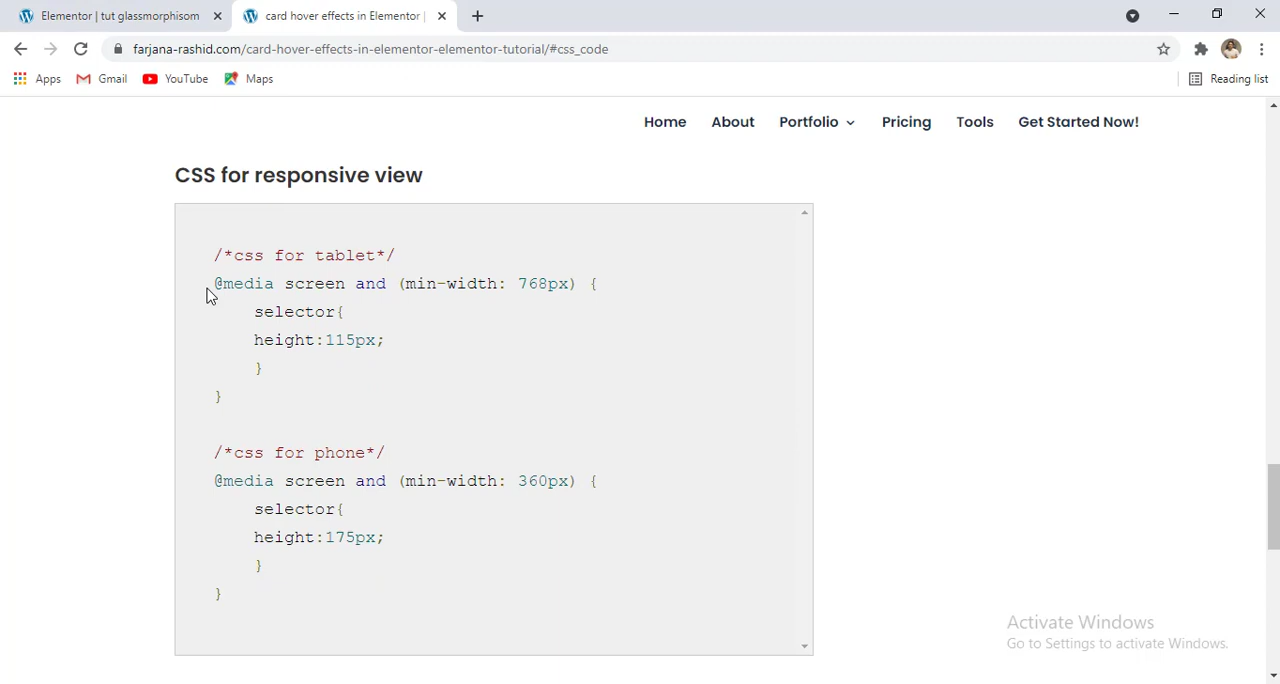 Elementor | tut glassmorphisom
card hover effects in Elementor |
farjana-rashid.com/card-hover-effects-in-elementor-elementor-tutorial/#css_code
Apps Gmail YouTube Maps Reading list
Home About Portfolio Pricing Tools Get Started Now!
CSS for responsive view
/*css for tablet*/
@media screen and (min-width: 768px) {
selector{
height:115px;
}
}
/*css for phone*/
@media screen and (min-width: 360px) {
selector{
height:175px;
}
}
Activate Windows
Go to Settings to activate Windows.